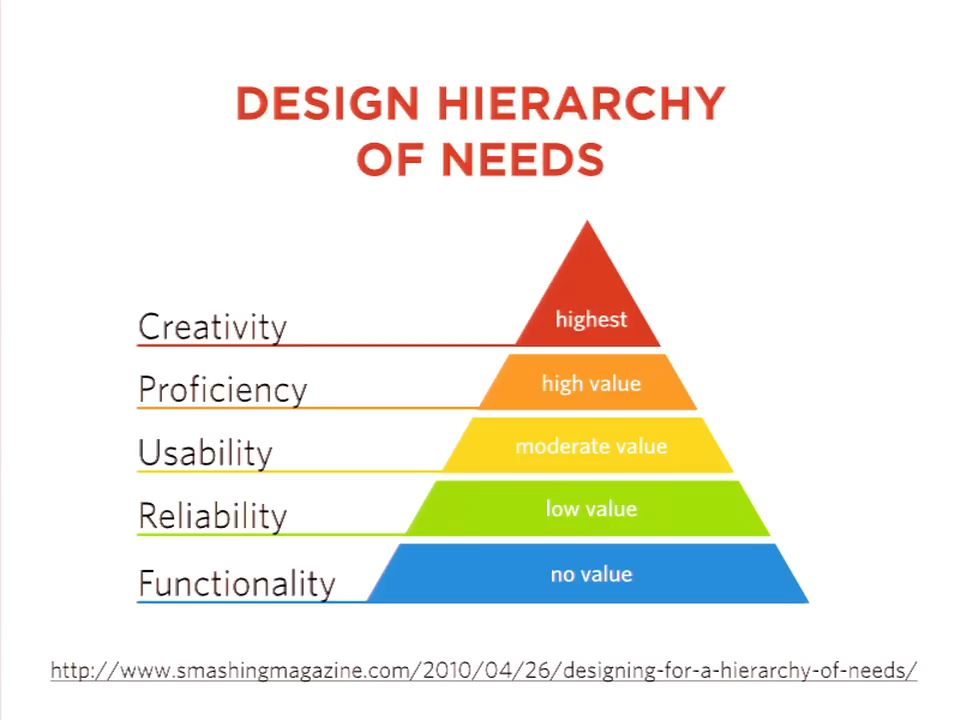 DESIGN HIERARCHY
OF NEEDS
Creativity
highest
Proficiency
high value
Usability
moderate value
Reliability
low value
Functionality
no value
http://www.smashingmagazine.com/2010/04/26/designing-for-a-hierarchy-of-needs/